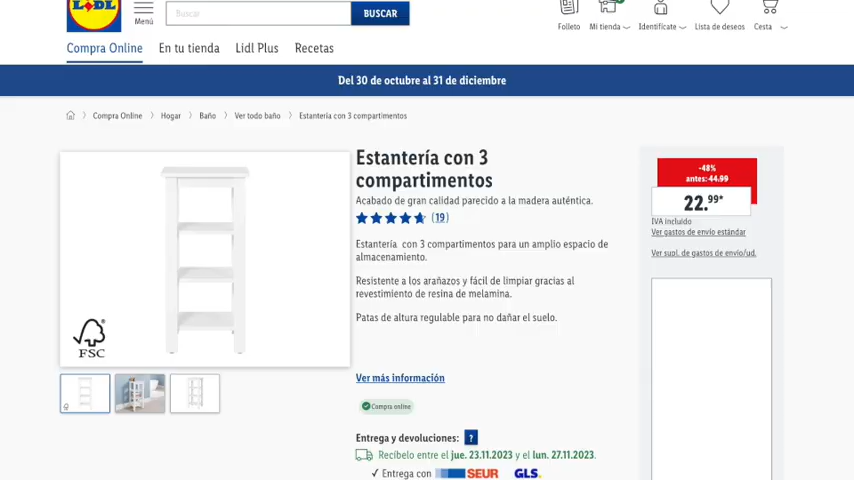 LIDL
Menú
Buscar
BUSCAR
Folleto
Mi tienda
Identifícate
Lista de deseos
Cesta
Compra Online
En tu tienda
Lidl Plus
Recetas
Del 30 de octubre al 31 de diciembre
Compra Online
Hogar
Baño
Ver todo baño
Estantería con 3 compartimentos
Estantería con 3
compartimentos
Acabado de gran calidad parecido a la madera auténtica.
(19)
Estantería con 3 compartimentos para un amplio espacio de
almacenamiento.
Resistente a los arañazos y fácil de limpiar gracias al
revestimiento de resina de melamina.
Patas de altura regulable para no dañar el suelo.
FSC
Ver más información
Compra online
Entrega y devoluciones: ?
Recíbelo entre el jue. 23.11.2023 y el lun. 27.11.2023.
✓ Entrega con SEUR GLS.
-48%
antes: 44.99
22.99*
IVA incluido
Ver gastos de envío estándar
Ver supl. de gastos de envío/ud.